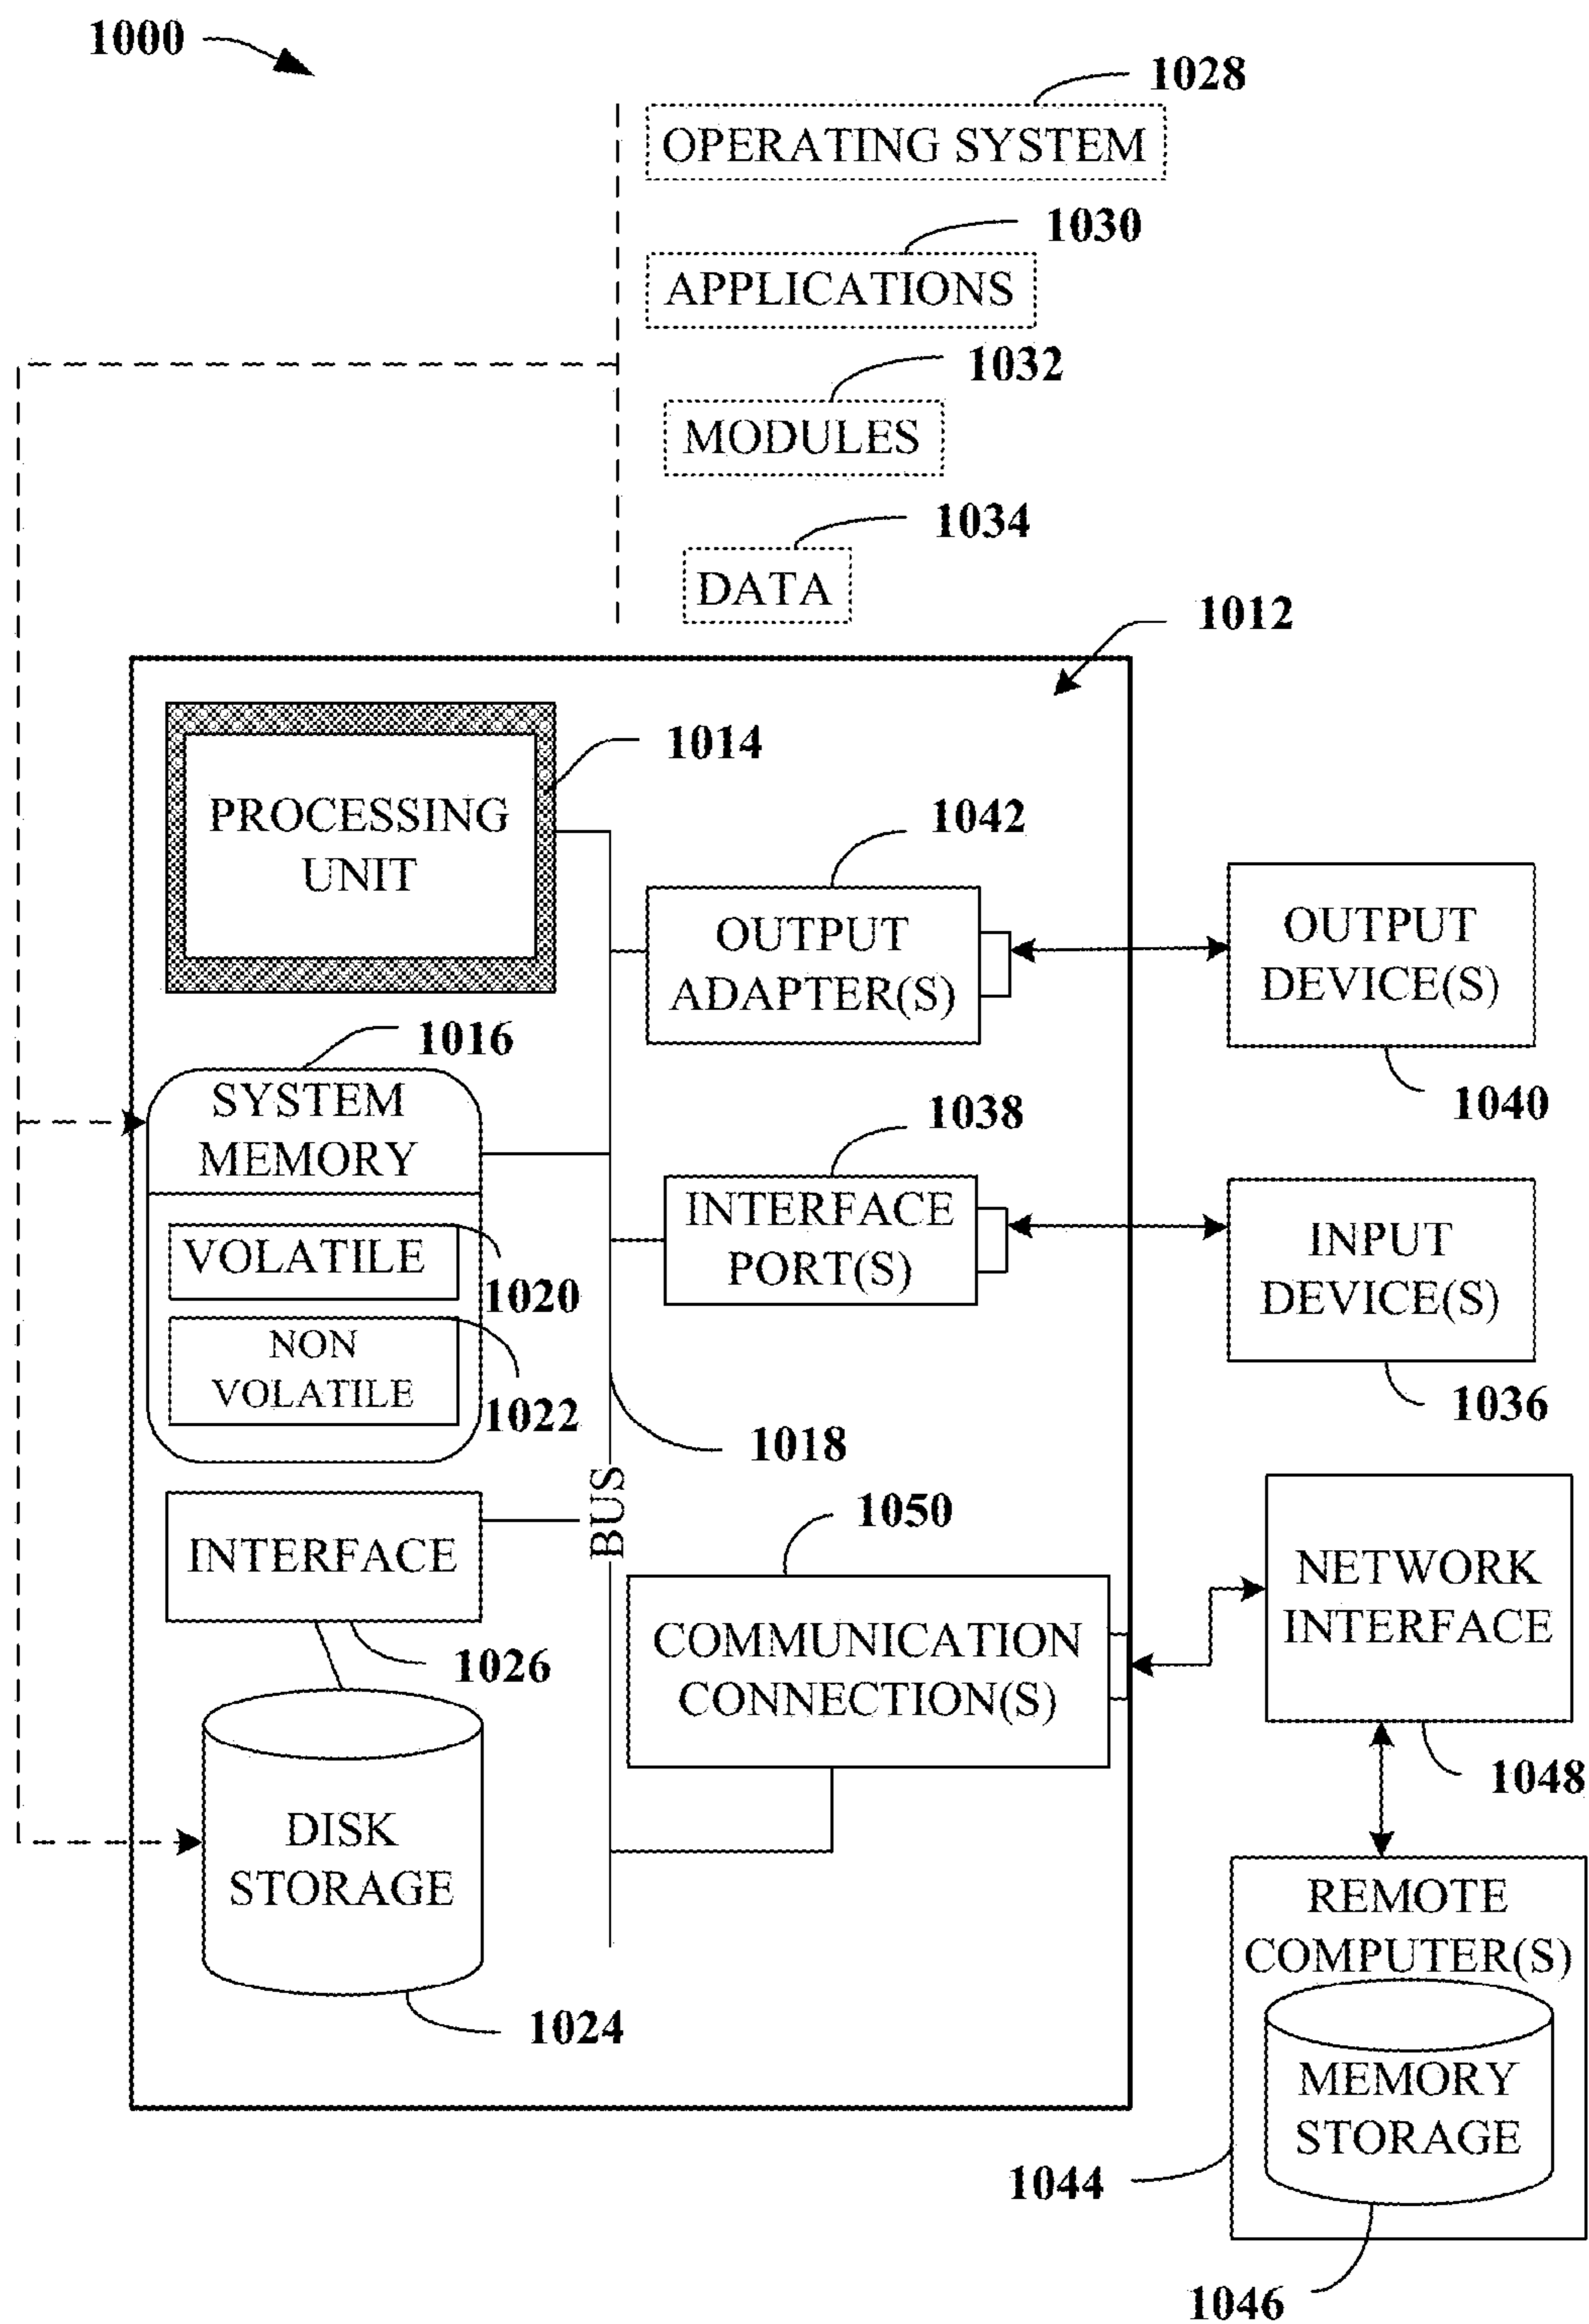 1000
1028
OPERATING SYSTEM
1030
APPLICATIONS
1032
MODULES
1034
DATA
1012
1014
PROCESSING
UNIT
1042
OUTPUT
ADAPTER(S)
OUTPUT
DEVICE(S)
1040
1016
SYSTEM
MEMORY
VOLATILE
1020
NON
VOLATILE
1022
1038
INTERFACE
PORT(S)
INPUT
DEVICE(S)
1036
1018
BUS
INTERFACE
1026
1050
COMMUNICATION
CONNECTION(S)
NETWORK
INTERFACE
1048
DISK
STORAGE
1024
REMOTE
COMPUTER(S)
MEMORY
STORAGE
1044
1046